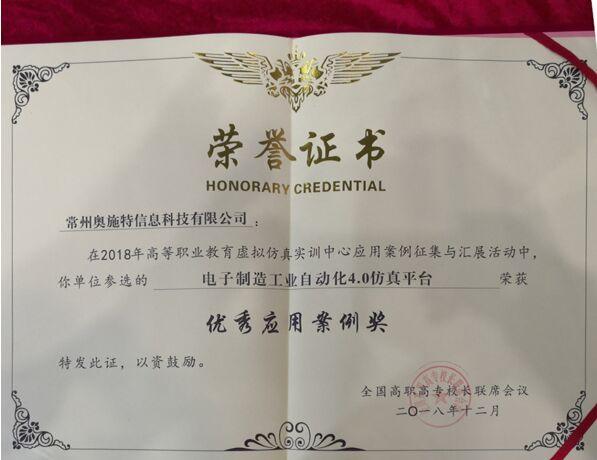 荣誉证书
HONORARY CREDENTIAL
常州奥施特信息科技有限公司：
在2018年高等职业教育虚拟仿真实训中心应用案例征集与汇展活动中，
你单位参选的 电子制造工业自动化4.0仿真平台 荣获
优秀应用案例奖
特发此证，以资鼓励。
全国高职高专校长联席会议
二〇一八年十二月